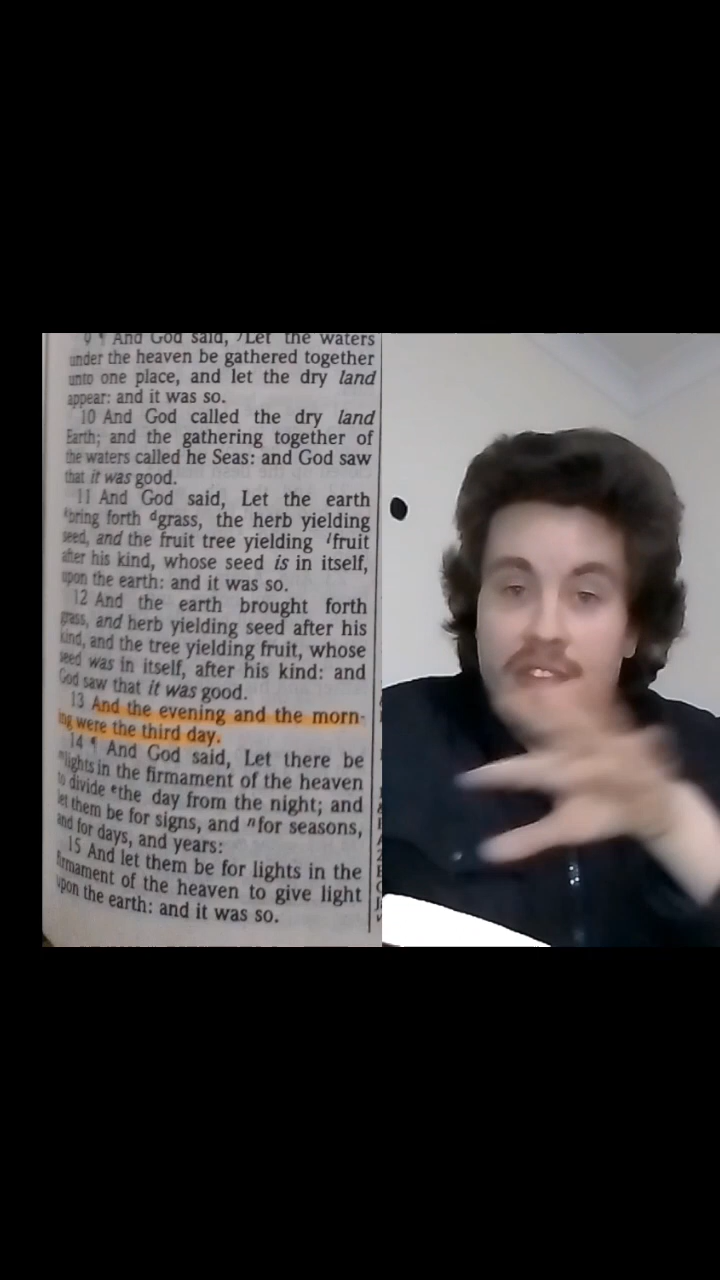 9 ¶ And God said, ʸLet the waters
under the heaven be gathered together
unto one place, and let the dry land
appear: and it was so.
10 And God called the dry land
Earth; and the gathering together of
the waters called he Seas: and God saw
that it was good.
11 And God said, Let the earth
bring forth ᵈgrass, the herb yielding
seed, and the fruit tree yielding fruit
after his kind, whose seed is in itself,
upon the earth: and it was so.
12 And the earth brought forth
grass, and herb yielding seed after his
kind, and the tree yielding fruit, whose
seed was in itself, after his kind: and
God saw that it was good.
13 And the evening and the morn-
ing were the third day.
14 ¶ And God said, Let there be
lights in the firmament of the heaven
to divide the day from the night; and
let them be for signs, and ⁿfor seasons,
and for days, and years:
15 And let them be for lights in the
firmament of the heaven to give light
upon the earth: and it was so.